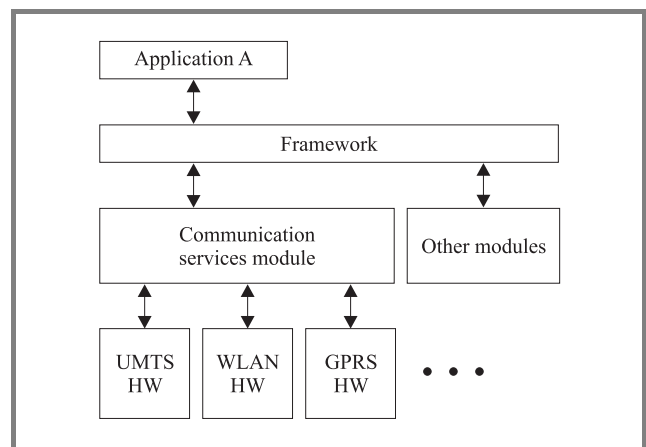 Application A
Framework
Communication
services module
Other modules
UMTS
HW
WLAN
HW
GPRS
HW